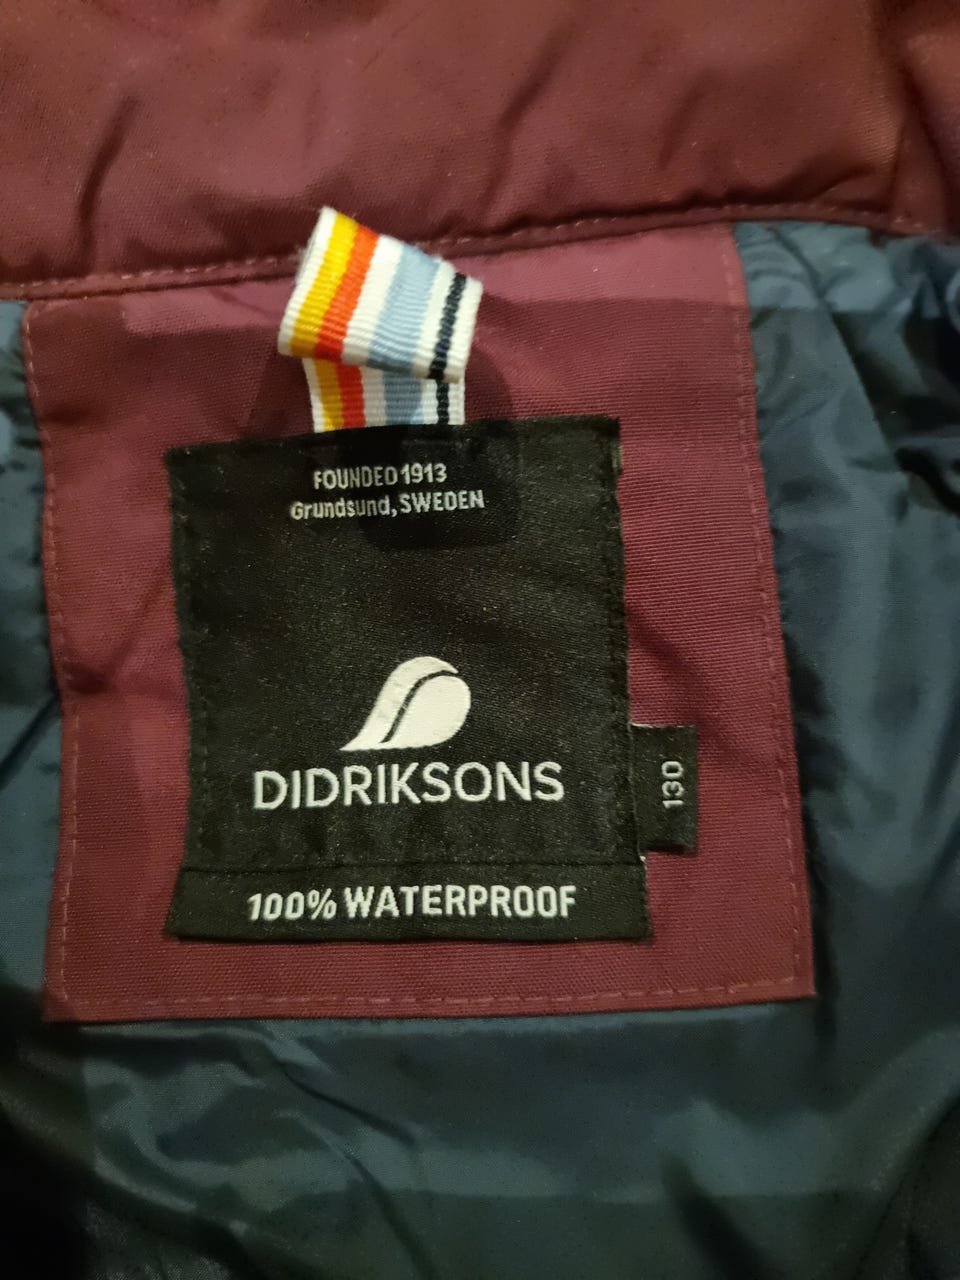 FOUNDED 1913
Grundsund, SWEDEN
DIDRIKSONS
130
100% WATERPROOF